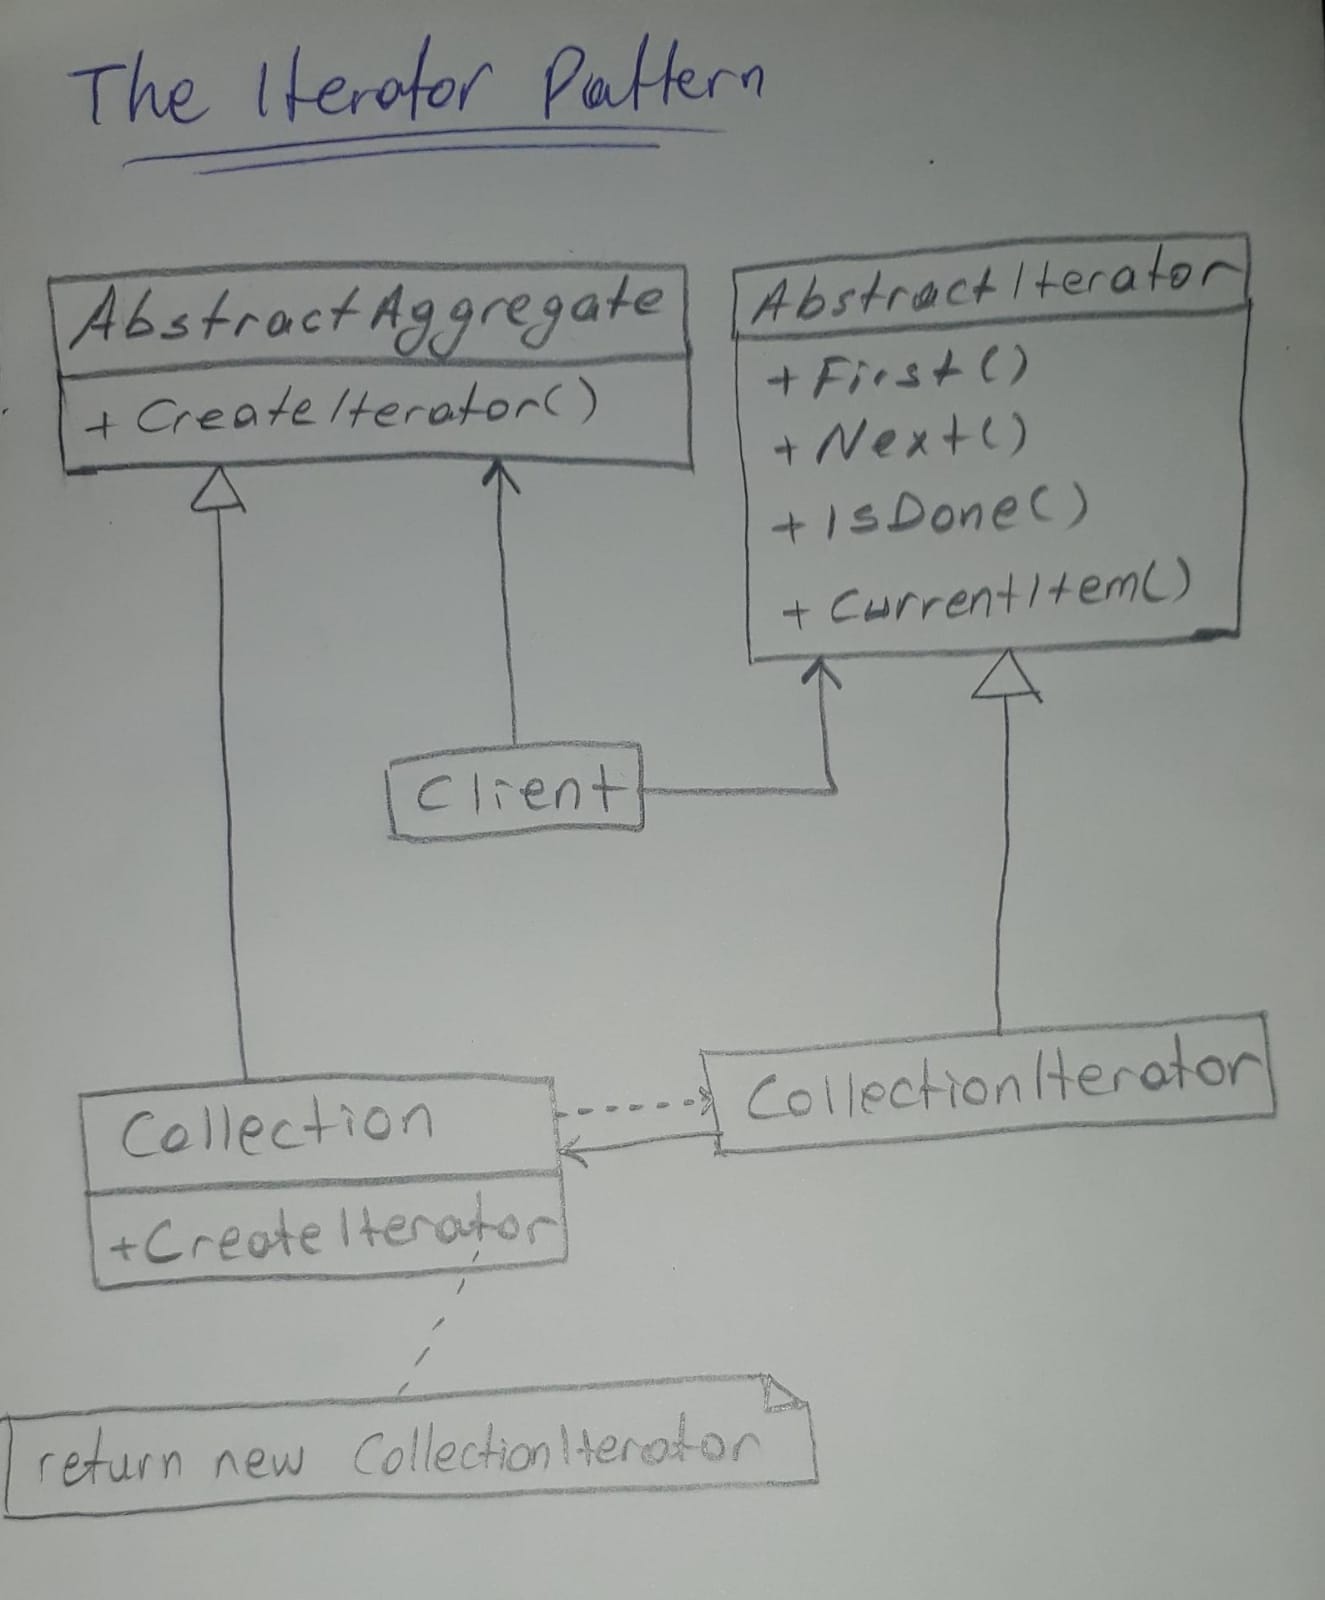 The Iterator Pattern
AbstractAggregate
+ CreateIterator()
AbstractIterator
+ First()
+ Next()
+ IsDone()
+ CurrentItem()
Client
Collection
+CreateIterator
CollectionIterator
return new CollectionIterator